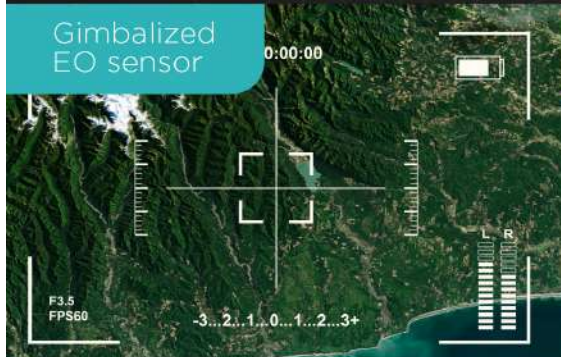 Gimbalized
EO sensor
0:00:00
L R
F3.5
FPS60
-3...2...1...0...1...2...3+